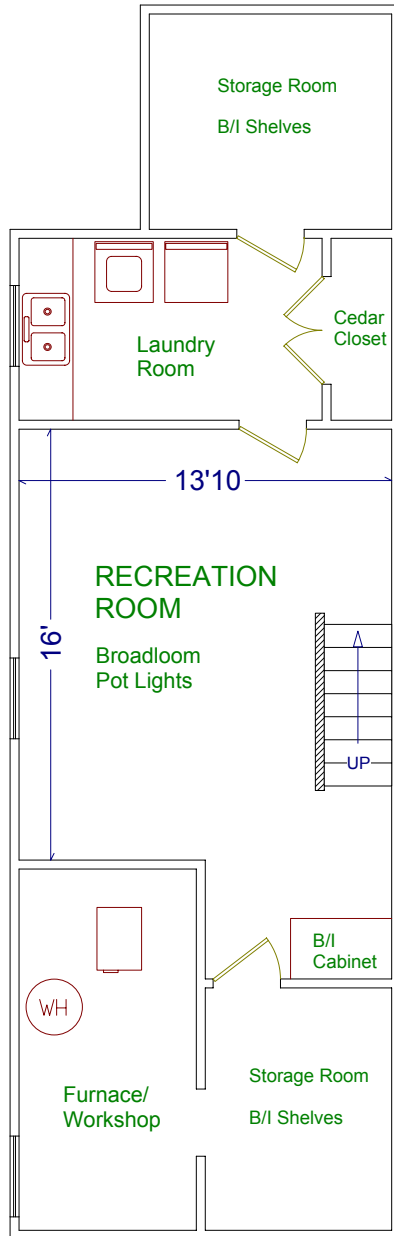 Storage Room
B/I Shelves
Laundry
Room
Cedar
Closet
13'10
RECREATION
ROOM
16'
Broadloom
Pot Lights
UP
B/I
Cabinet
WH
Furnace/
Workshop
Storage Room
B/I Shelves